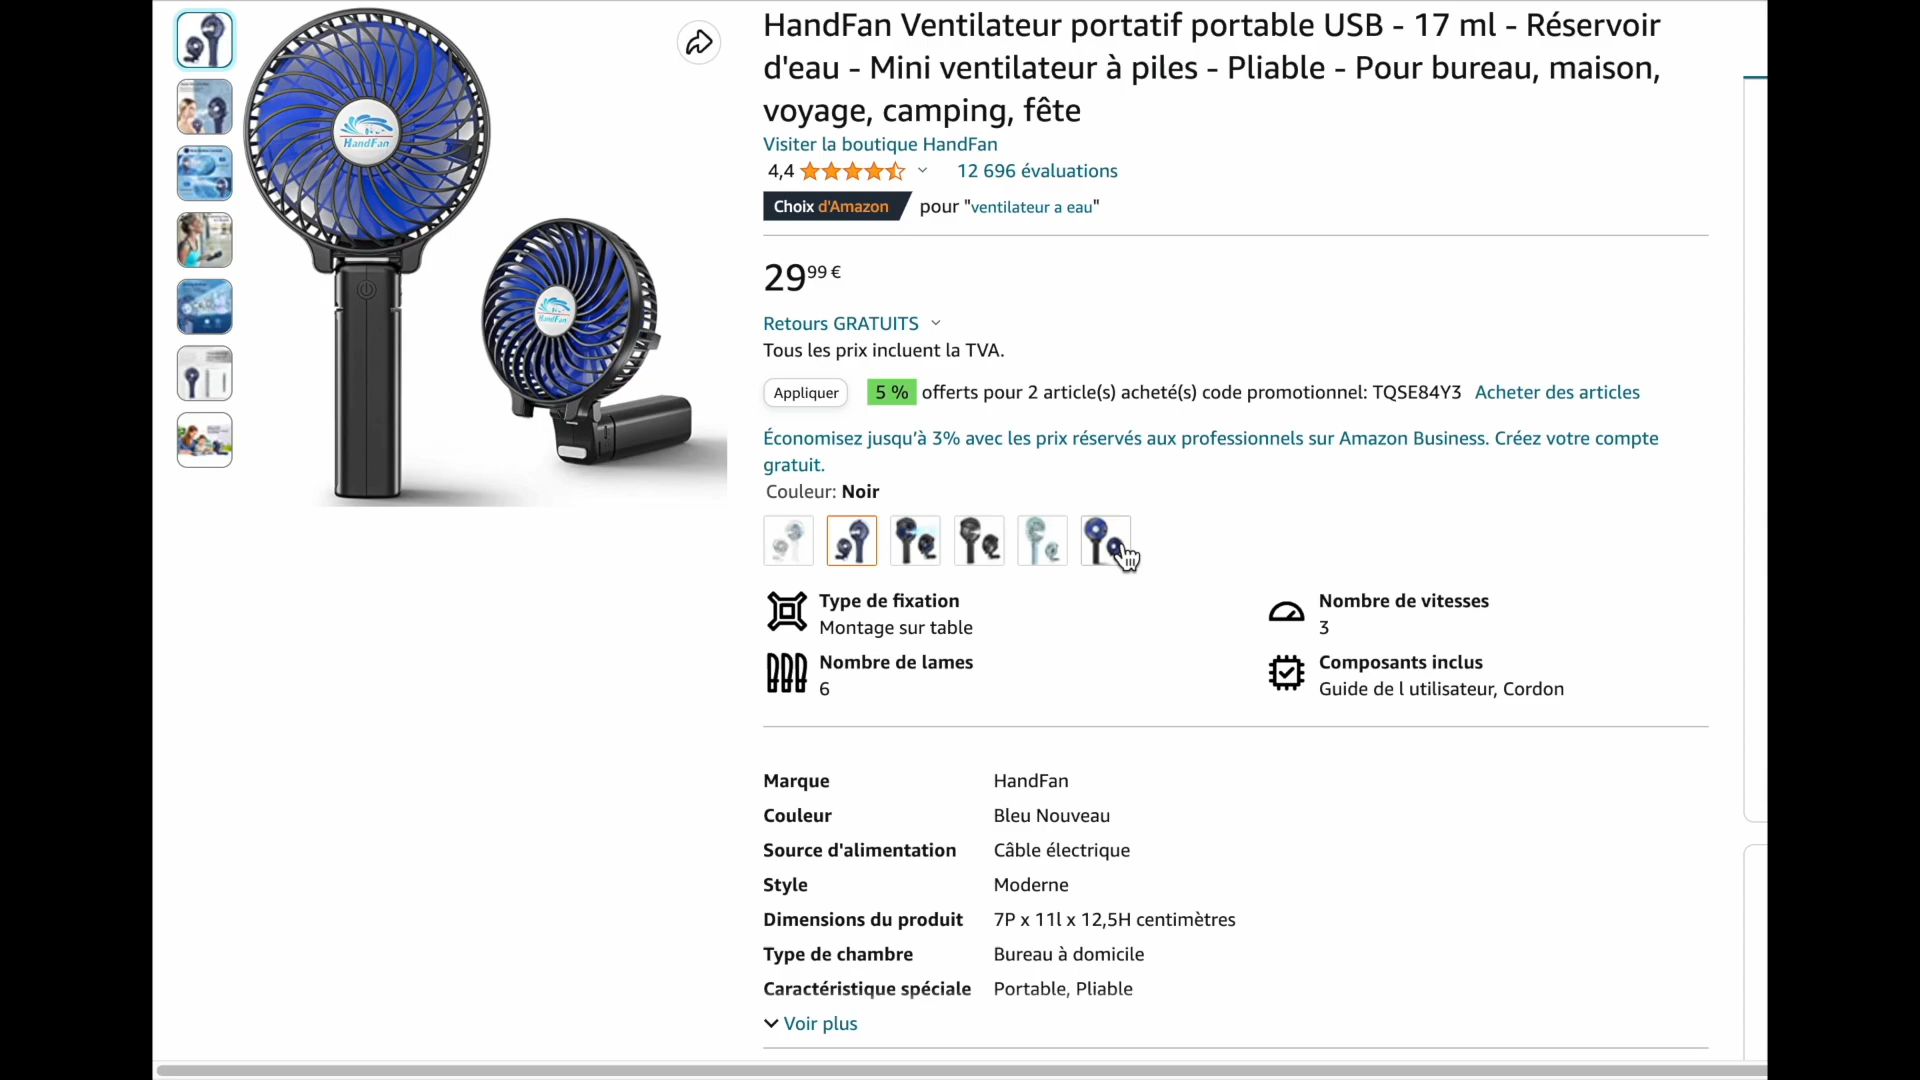 HandFan Ventilateur portatif portable USB - 17 ml - Réservoir
d'eau - Mini ventilateur à piles - Pliable - Pour bureau, maison,
voyage, camping, fête
Visiter la boutique HandFan
4,4 12 696 évaluations
Choix d'Amazon pour "ventilateur a eau"
HandFan
HandFan
29 99 €
Retours GRATUITS
Tous les prix incluent la TVA.
Appliquer 5 % offerts pour 2 article(s) acheté(s) code promotionnel: TQSE84Y3 Acheter des articles
Économisez jusqu'à 3% avec les prix réservés aux professionnels sur Amazon Business. Créez votre compte
gratuit.
Couleur: Noir
Type de fixation
Montage sur table
Nombre de vitesses
3
Nombre de lames
6
Composants inclus
Guide de l utilisateur, Cordon
Marque HandFan
Couleur Bleu Nouveau
Source d'alimentation Câble électrique
Style Moderne
Dimensions du produit 7P x 11l x 12,5H centimètres
Type de chambre Bureau à domicile
Caractéristique spéciale Portable, Pliable
Voir plus